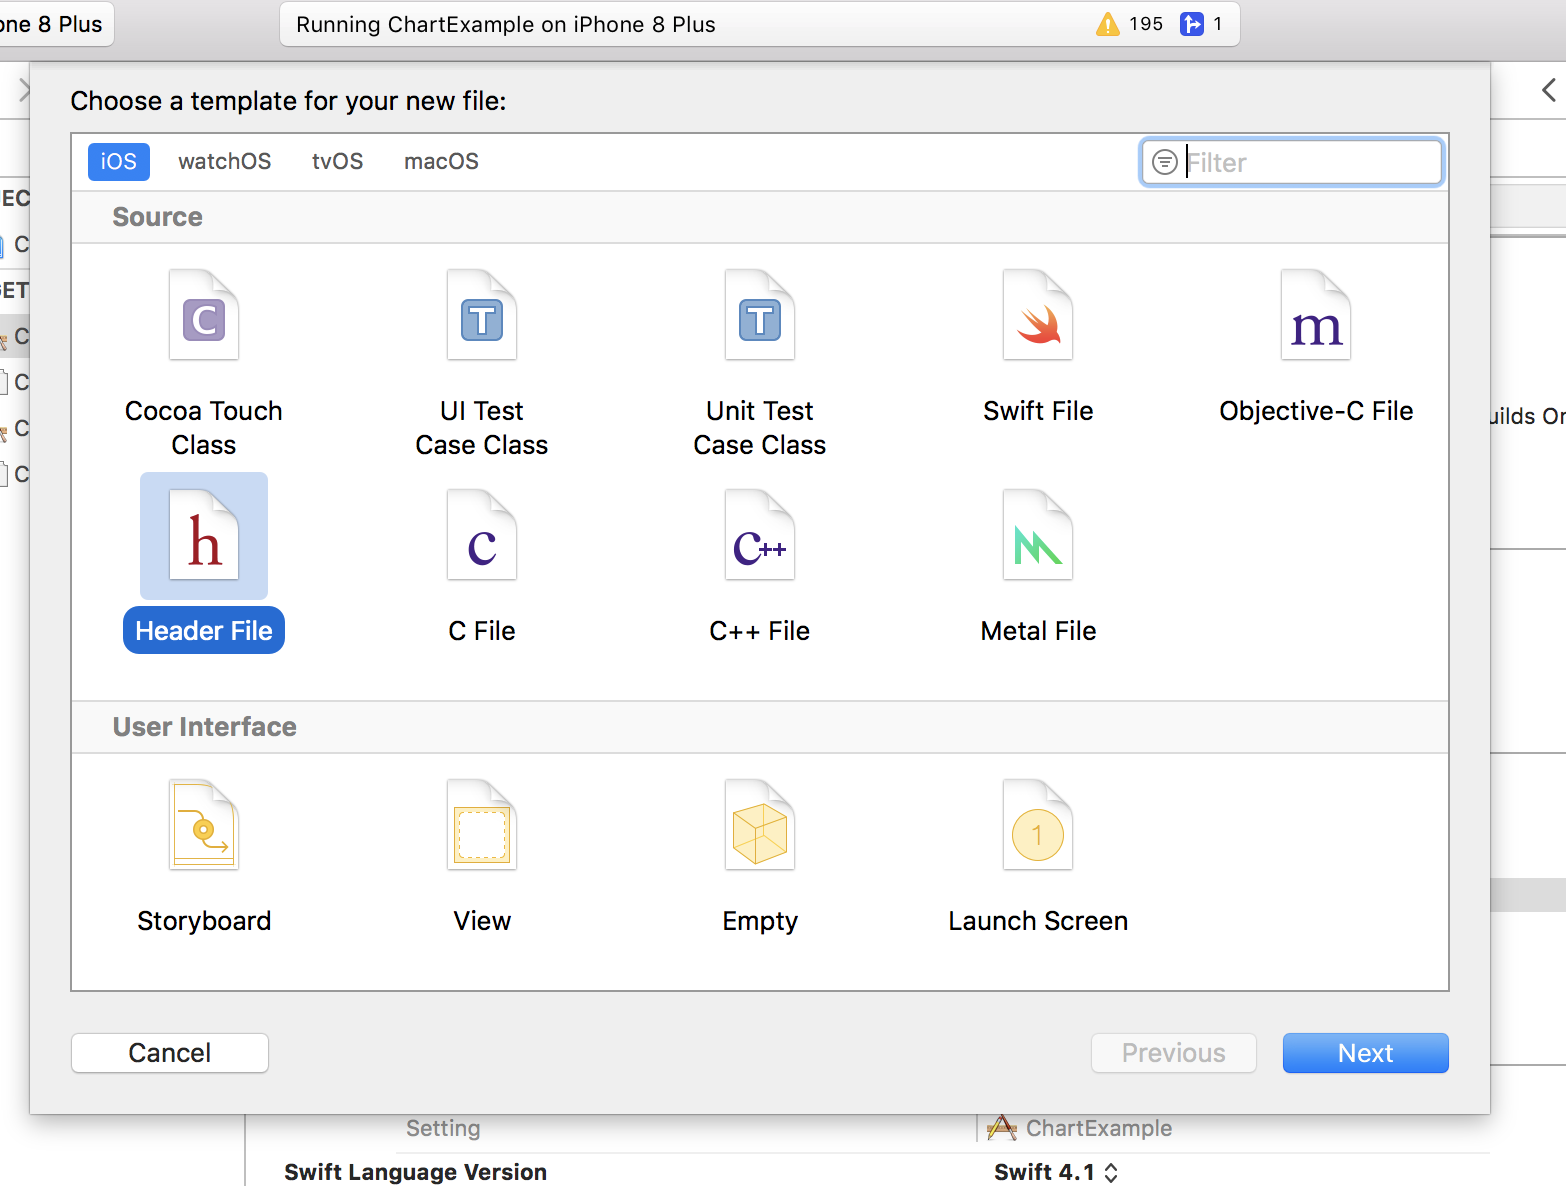 one 8 Plus
Running ChartExample on iPhone 8 Plus 195 1
Choose a template for your new file:
iOS watchOS tvOS macOS Filter
Source
C T T m
Cocoa Touch Class
UI Test Case Class
Unit Test Case Class
Swift File
Objective-C File
h c C++
Header File
C File
C++ File
Metal File
User Interface
1
Storyboard
View
Empty
Launch Screen
Cancel Previous Next
EC
C
GET
C
C
C
C
uilds On
Setting ChartExample
Swift Language Version Swift 4.1